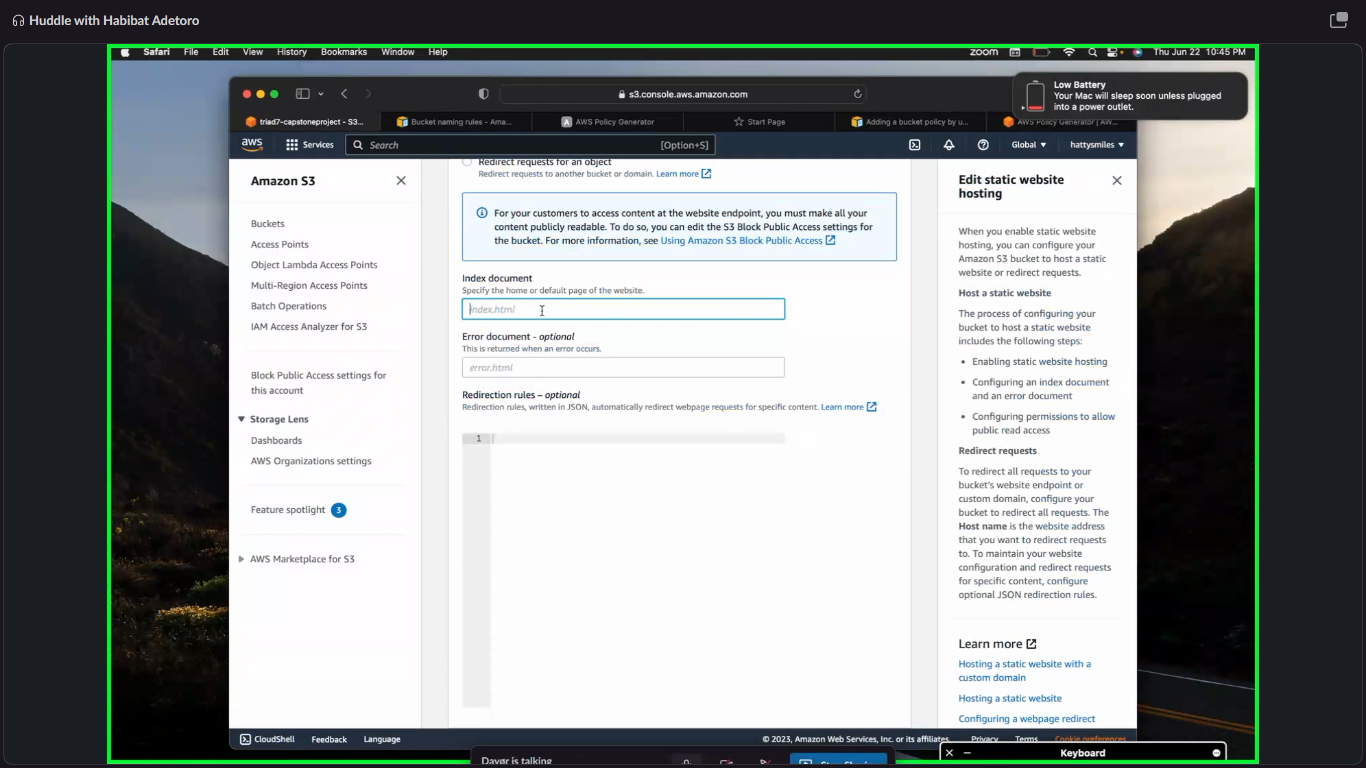 Huddle with Habibat Adetoro
Safari File Edit View History Bookmarks Window Help
zoom
Thu Jun 22 10:45 PM
s3.console.aws.amazon.com
Low Battery
Your Mac will sleep soon unless plugged
into a power outlet.
triad7-capstoneproject - S3...
Bucket naming rules - Ama...
AWS Policy Generator
Start Page
Adding a bucket policy by u...
AWS Policy Generator | AW...
aws
Services
Search
[Option+S]
Global
hattysmiles
Amazon S3
Buckets
Access Points
Object Lambda Access Points
Multi-Region Access Points
Batch Operations
IAM Access Analyzer for S3
Block Public Access settings for
this account
Storage Lens
Dashboards
AWS Organizations settings
Feature spotlight 3
AWS Marketplace for S3
Redirect requests for an object
Redirect requests to another bucket or domain. Learn more
For your customers to access content at the website endpoint, you must make all your
content publicly readable. To do so, you can edit the S3 Block Public Access settings for
the bucket. For more information, see Using Amazon S3 Block Public Access
Index document
Specify the home or default page of the website.
index.html
Error document - optional
This is returned when an error occurs.
error.html
Redirection rules – optional
Redirection rules, written in JSON, automatically redirect webpage requests for specific content. Learn more
1
Edit static website
hosting
When you enable static website
hosting, you can configure your
Amazon S3 bucket to host a static
website or redirect requests.
Host a static website
The process of configuring your
bucket to host a static website
includes the following steps:
• Enabling static website hosting
• Configuring an index document
and an error document
• Configuring permissions to allow
public read access
Redirect requests
To redirect all requests to your
bucket's website endpoint or
custom domain, configure your
bucket to redirect all requests. The
Host name is the website address
that you want to redirect requests
to. To maintain your website
configuration and redirect requests
for specific content, configure
optional JSON redirection rules.
Learn more
Hosting a static website with a
custom domain
Hosting a static website
Configuring a webpage redirect
CloudShell
Feedback
Language
© 2023, Amazon Web Services, Inc. or its affiliates.
Privacy
Terms
Cookie preferences
Keyboard
is talking